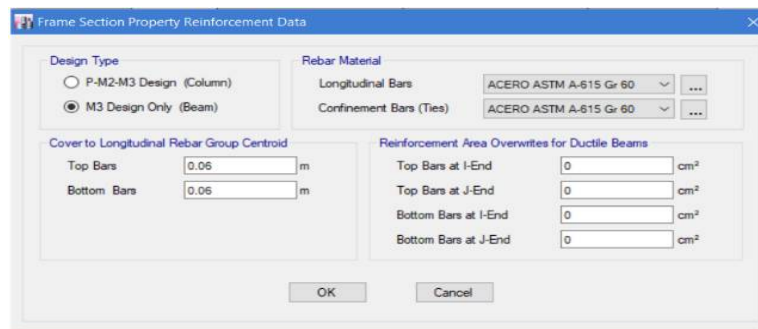 Frame Section Property Reinforcement Data
Design Type
P-M2-M3 Design (Column)
M3 Design Only (Beam)
Rebar Material
Longitudinal Bars ACERO ASTM A-615 Gr 60 ...
Confinement Bars (Ties) ACERO ASTM A-615 Gr 60 ...
Cover to Longitudinal Rebar Group Centroid
Top Bars 0.06 m
Bottom Bars 0.06 m
Reinforcement Area Overwrites for Ductile Beams
Top Bars at I-End 0 cm²
Top Bars at J-End 0 cm²
Bottom Bars at I-End 0 cm²
Bottom Bars at J-End 0 cm²
OK Cancel